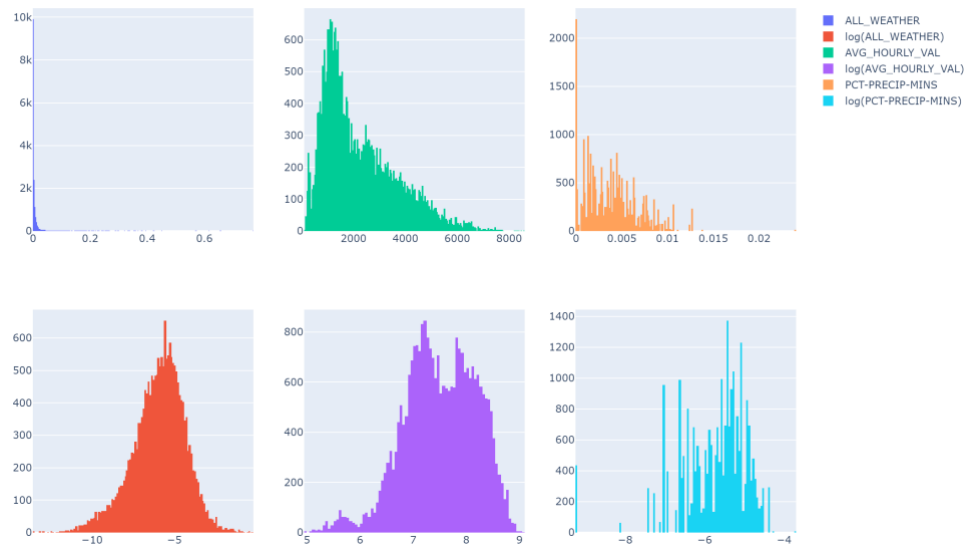 10k
8k
6k
4k
2k
0
0 0.2 0.4 0.6
600
500
400
300
200
100
0
2000 4000 6000 8000
2000
1500
1000
500
0
0 0.005 0.01 0.015 0.02
ALL_WEATHER
log(ALL_WEATHER)
AVG_HOURLY_VAL
log(AVG_HOURLY_VAL)
PCT-PRECIP-MINS
log(PCT-PRECIP-MINS)
600
500
400
300
200
100
0
−10 −5
800
600
400
200
0
5 6 7 8 9
1400
1200
1000
800
600
400
200
0
−8 −6 −4